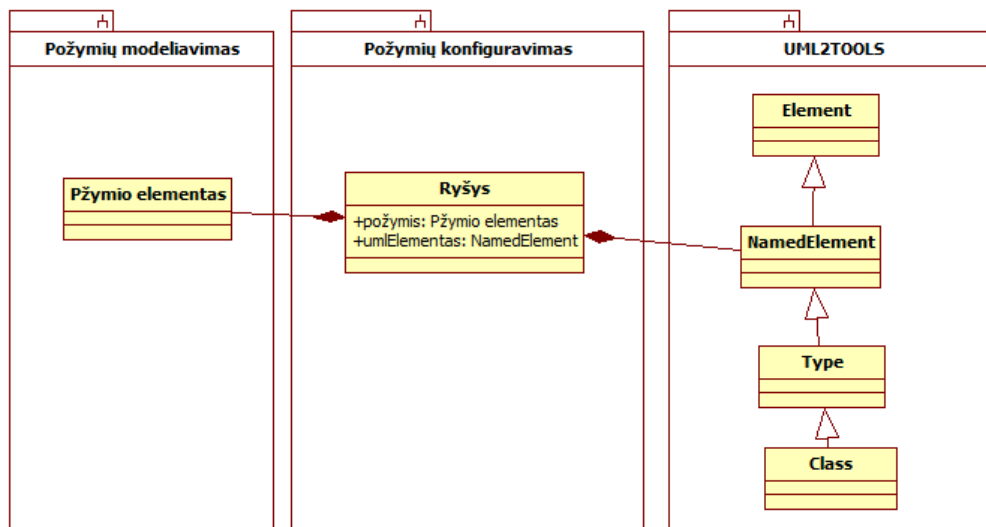 Požymių modeliavimas
Požymių konfiguravimas
UML2TOOLS
Element
Pžymio elementas
Ryšys
+požymis: Pžymio elementas
+umlElementas: NamedElement
NamedElement
Type
Class